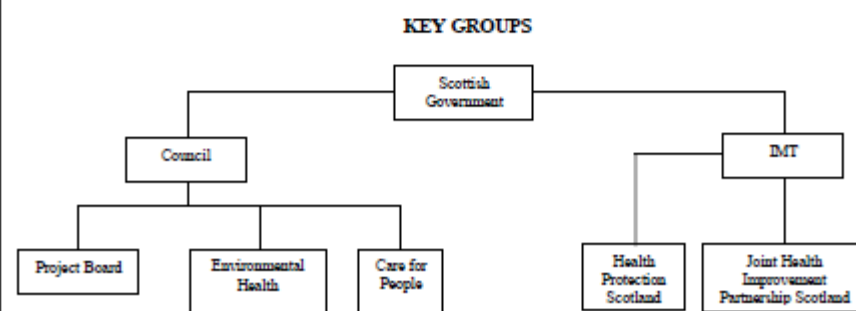 KEY GROUPS
Scottish
Government
Council
IMT
Project Board
Environmental
Health
Care for
People
Health
Protection
Scotland
Joint Health
Improvement
Partnership Scotland